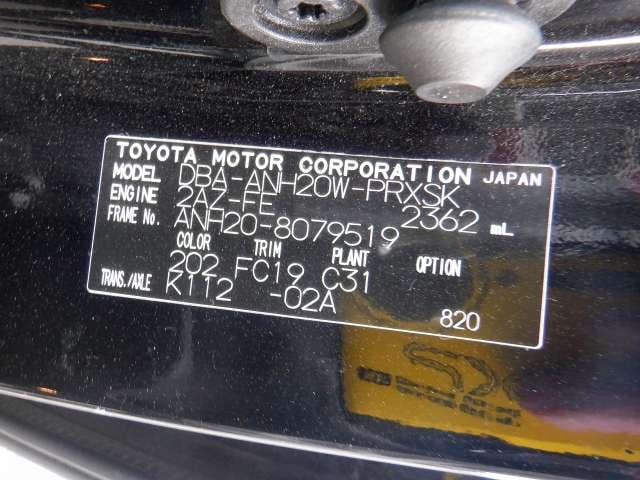 TOYOTA MOTOR CORPORATION JAPAN
MODEL DBA-ANH20W-PRXSK
ENGINE 2AZ-FE 2362 mL
FRAME No. ANH20-8079519
COLOR TRIM PLANT OPTION
202 FC19 C31
TRANS./AXLE K112 -02A
820